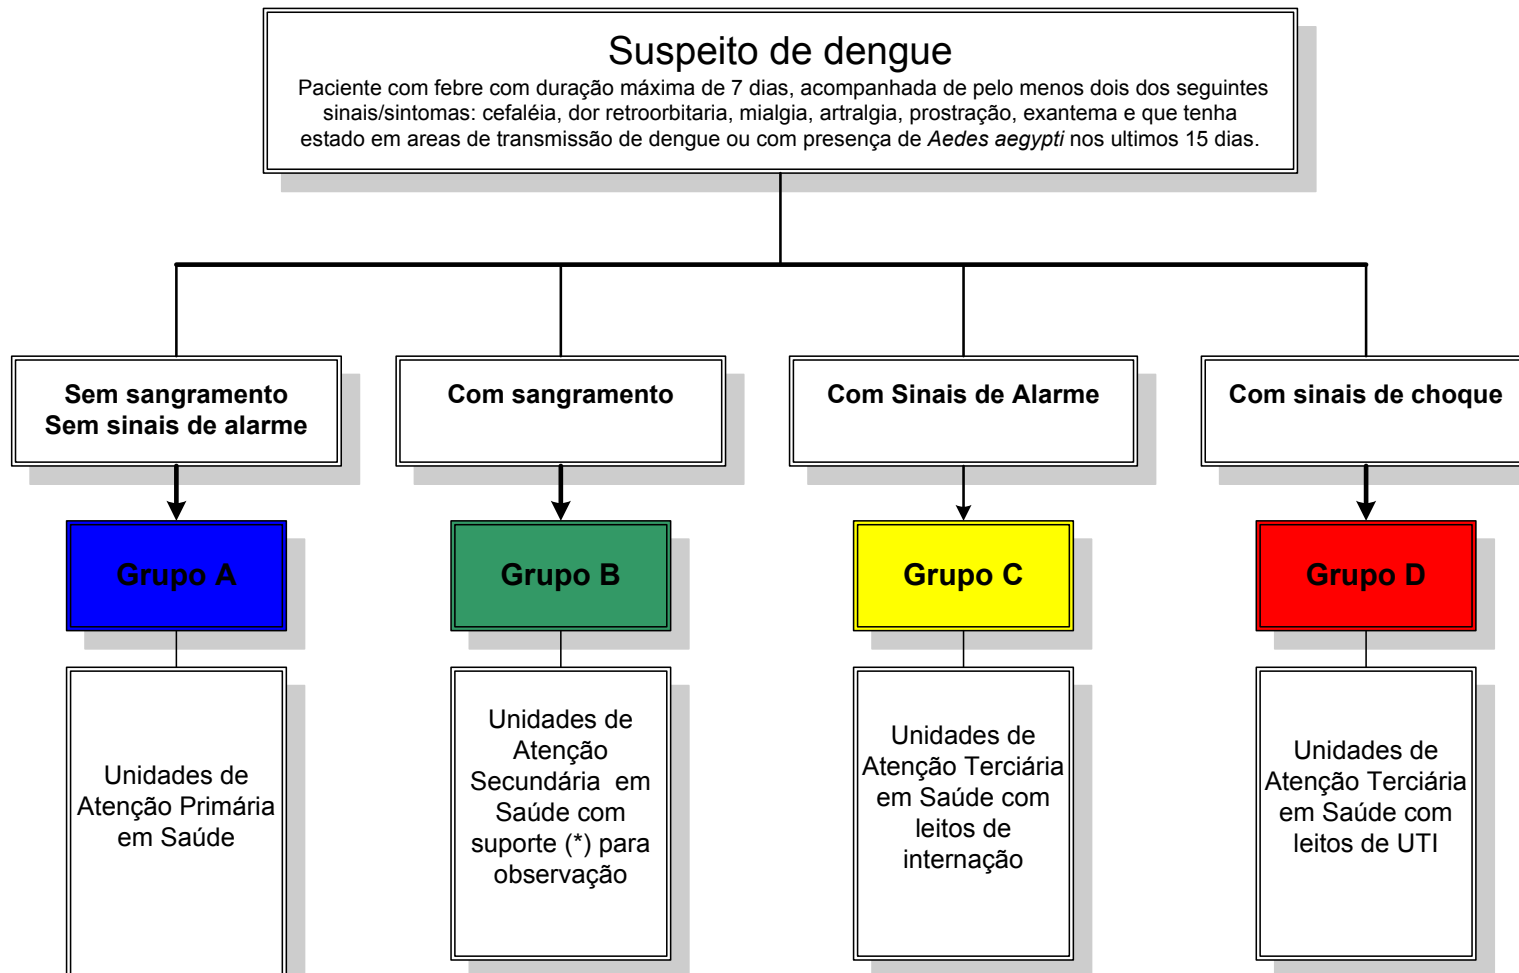 Suspeito de dengue
Paciente com febre com duração máxima de 7 dias, acompanhada de pelo menos dois dos seguintes
sinais/sintomas: cefaléia, dor retroorbitaria, mialgia, artralgia, prostração, exantema e que tenha
estado em areas de transmissão de dengue ou com presença de Aedes aegypti nos ultimos 15 dias.
Sem sangramento
Sem sinais de alarme
Com sangramento
Com Sinais de Alarme
Com sinais de choque
Grupo A
Grupo B
Grupo C
Grupo D
Unidades de
Atenção Primária
em Saúde
Unidades de
Atenção
Secundária em
Saúde com
suporte (*) para
observação
Unidades de
Atenção Terciária
em Saúde com
leitos de
internação
Unidades de
Atenção Terciária
em Saúde com
leitos de UTI